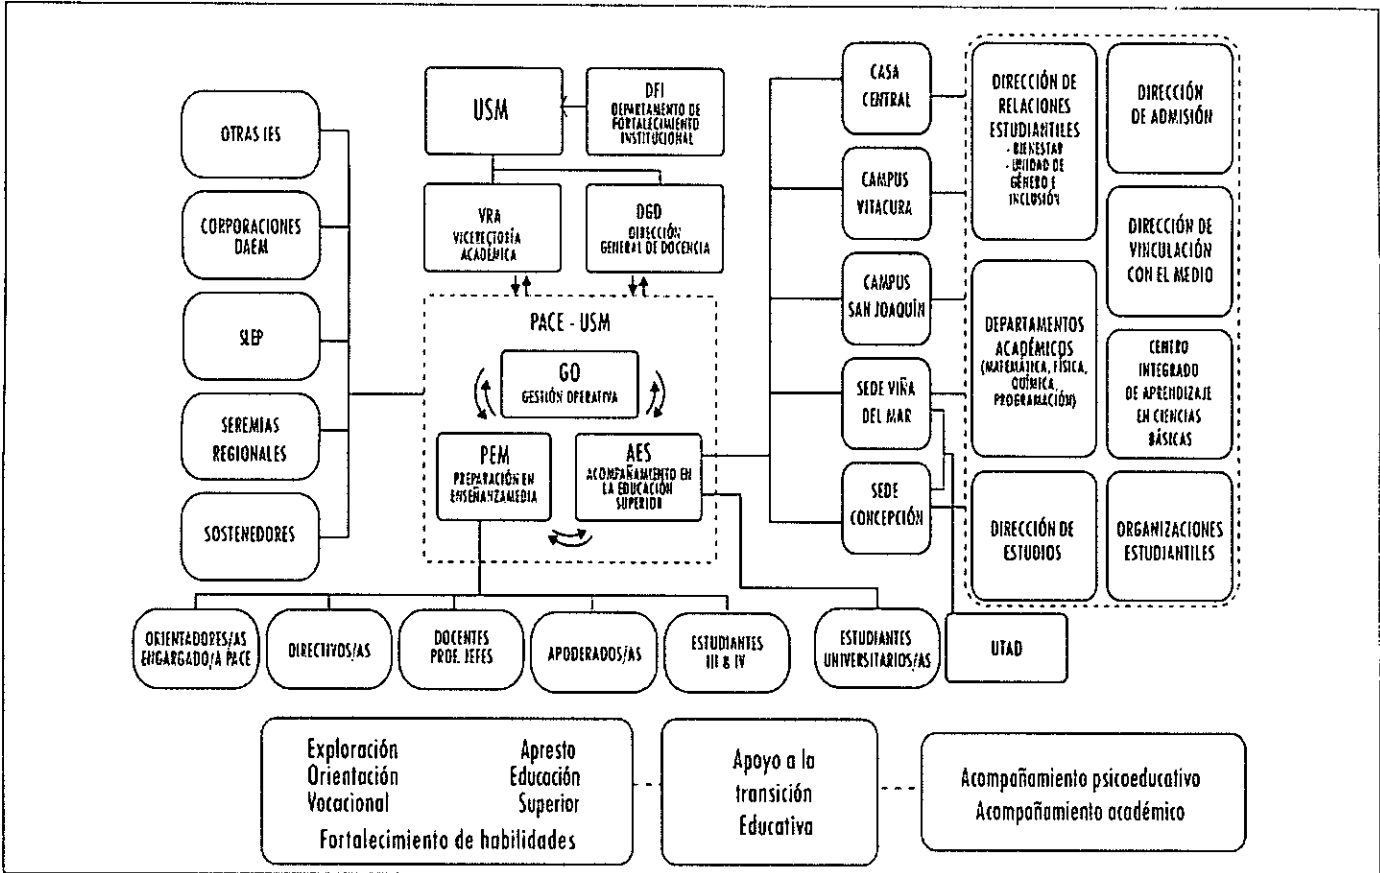 USM
DFI
DEPARTAMENTO DE
FORTALECIMIENTO
INSTITUCIONAL
VRA
VICERECTORÍA
ACADÉMICA
DGD
DIRECCIÓN
GENERAL DE DOCENCIA
OTRAS IES
CORPORACIONES
DAEM
SLEP
SEREMIAS
REGIONALES
SOSTENEDORES
PACE - USM
GO
GESTIÓN OPERATIVA
PEM
PREPARACIÓN EN
ENSEÑANZAMEDIA
AES
ACOMPAÑAMIENTO EN
LA EDUCACIÓN
SUPERIOR
CASA
CENTRAL
CAMPUS
VITACURA
CAMPUS
SAN JOAQUÍN
SEDE VIÑA
DEL MAR
SEDE
CONCEPCIÓN
DIRECCIÓN DE
RELACIONES
ESTUDIANTILES
- BIENESTAR
- UNIDAD DE
GÉNERO E
INCLUSIÓN
DIRECCIÓN
DE ADMISIÓN
DIRECCIÓN DE
VINCULACIÓN
CON EL MEDIO
DEPARTAMENTOS
ACADÉMICOS
(MATEMÁTICA, FÍSICA,
QUÍMICA,
PROGRAMACIÓN)
CENTRO
INTEGRADO
DE APRENDIZAJE
EN CIENCIAS
BÁSICAS
DIRECCIÓN DE
ESTUDIOS
ORGANIZACIONES
ESTUDIANTILES
ORIENTADORES/AS
ENGARGADO/A PACE
DIRECTIVOS/AS
DOCENTES
PROF. JEFES
APODERADOS/AS
ESTUDIANTES
III & IV
ESTUDIANTES
UNIVERSITARIOS/AS
UTAD
Exploración
Orientación
Vocacional
Apresto
Educación
Superior
Fortalecimiento de habilidades
Apoyo a la
transición
Educativa
Acompañamiento psicoeducativo
Acompañamiento académico